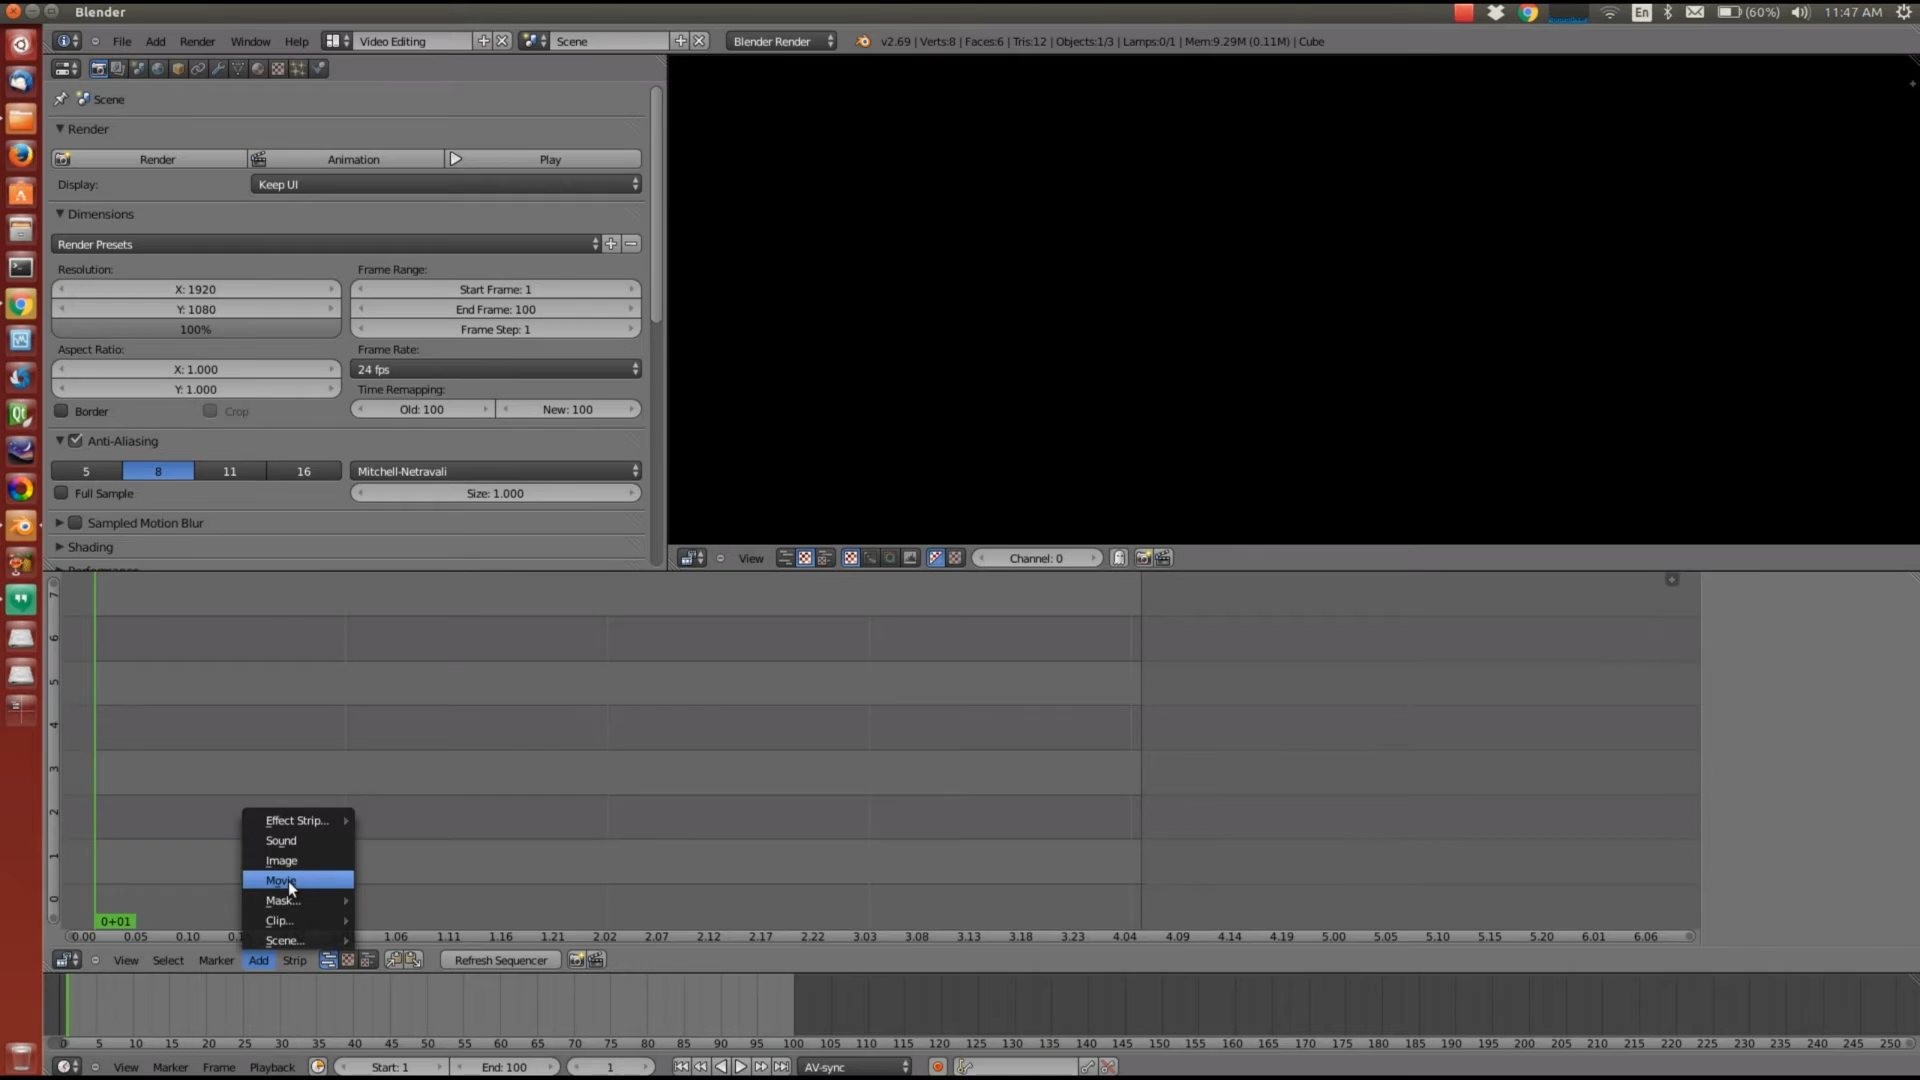 Blender
En
(60%)
11:47 AM
File Add Render Window Help Video Editing Scene Blender Render v2.69 | Verts:8 | Faces:6 | Tris:12 | Objects:1/3 | Lamps:0/1 | Mem:9.29M (0.11M) | Cube
Scene
Render
Render Animation Play
Display: Keep UI
Dimensions
Render Presets
Resolution: Frame Range:
X: 1920 Start Frame: 1
Y: 1080 End Frame: 100
100% Frame Step: 1
Aspect Ratio: Frame Rate:
X: 1.000 24 fps
Y: 1.000 Time Remapping:
Border Crop Old: 100 New: 100
Anti-Aliasing
5 8 11 16 Mitchell-Netravali
Full Sample Size: 1.000
Sampled Motion Blur
Shading
View Channel: 0
7
6
5
4
3
2
1
0
Effect Strip...
Sound
Image
Movie
Mask...
Clip...
Scene...
0+01
0.00 0.05 0.10 1.06 1.11 1.16 1.21 2.02 2.07 2.12 2.17 2.22 3.03 3.08 3.13 3.18 3.23 4.04 4.09 4.14 4.19 5.00 5.05 5.10 5.15 5.20 6.01 6.06
View Select Marker Add Strip Refresh Sequencer
0 5 10 15 20 25 30 35 40 45 50 55 60 65 70 75 80 85 90 95 100 105 110 115 120 125 130 135 140 145 150 155 160 165 170 175 180 185 190 195 200 205 210 215 220 225 230 235 240 245 250
View Marker Frame Playback Start: 1 End: 100 1 AV-sync